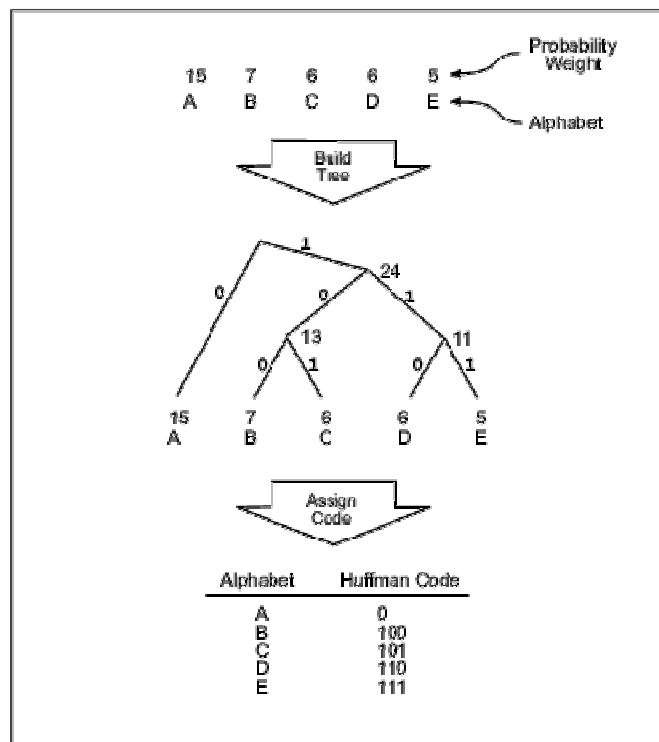 Probability
Weight
15 7 6 6 5
A B C D E
Alphabet
Build
Tree
1
24
0
0 1
13 11
0 1 0 1
15 7 6 6 5
A B C D E
Assign
Code
Alphabet Huffman Code
A 0
B 100
C 101
D 110
E 111